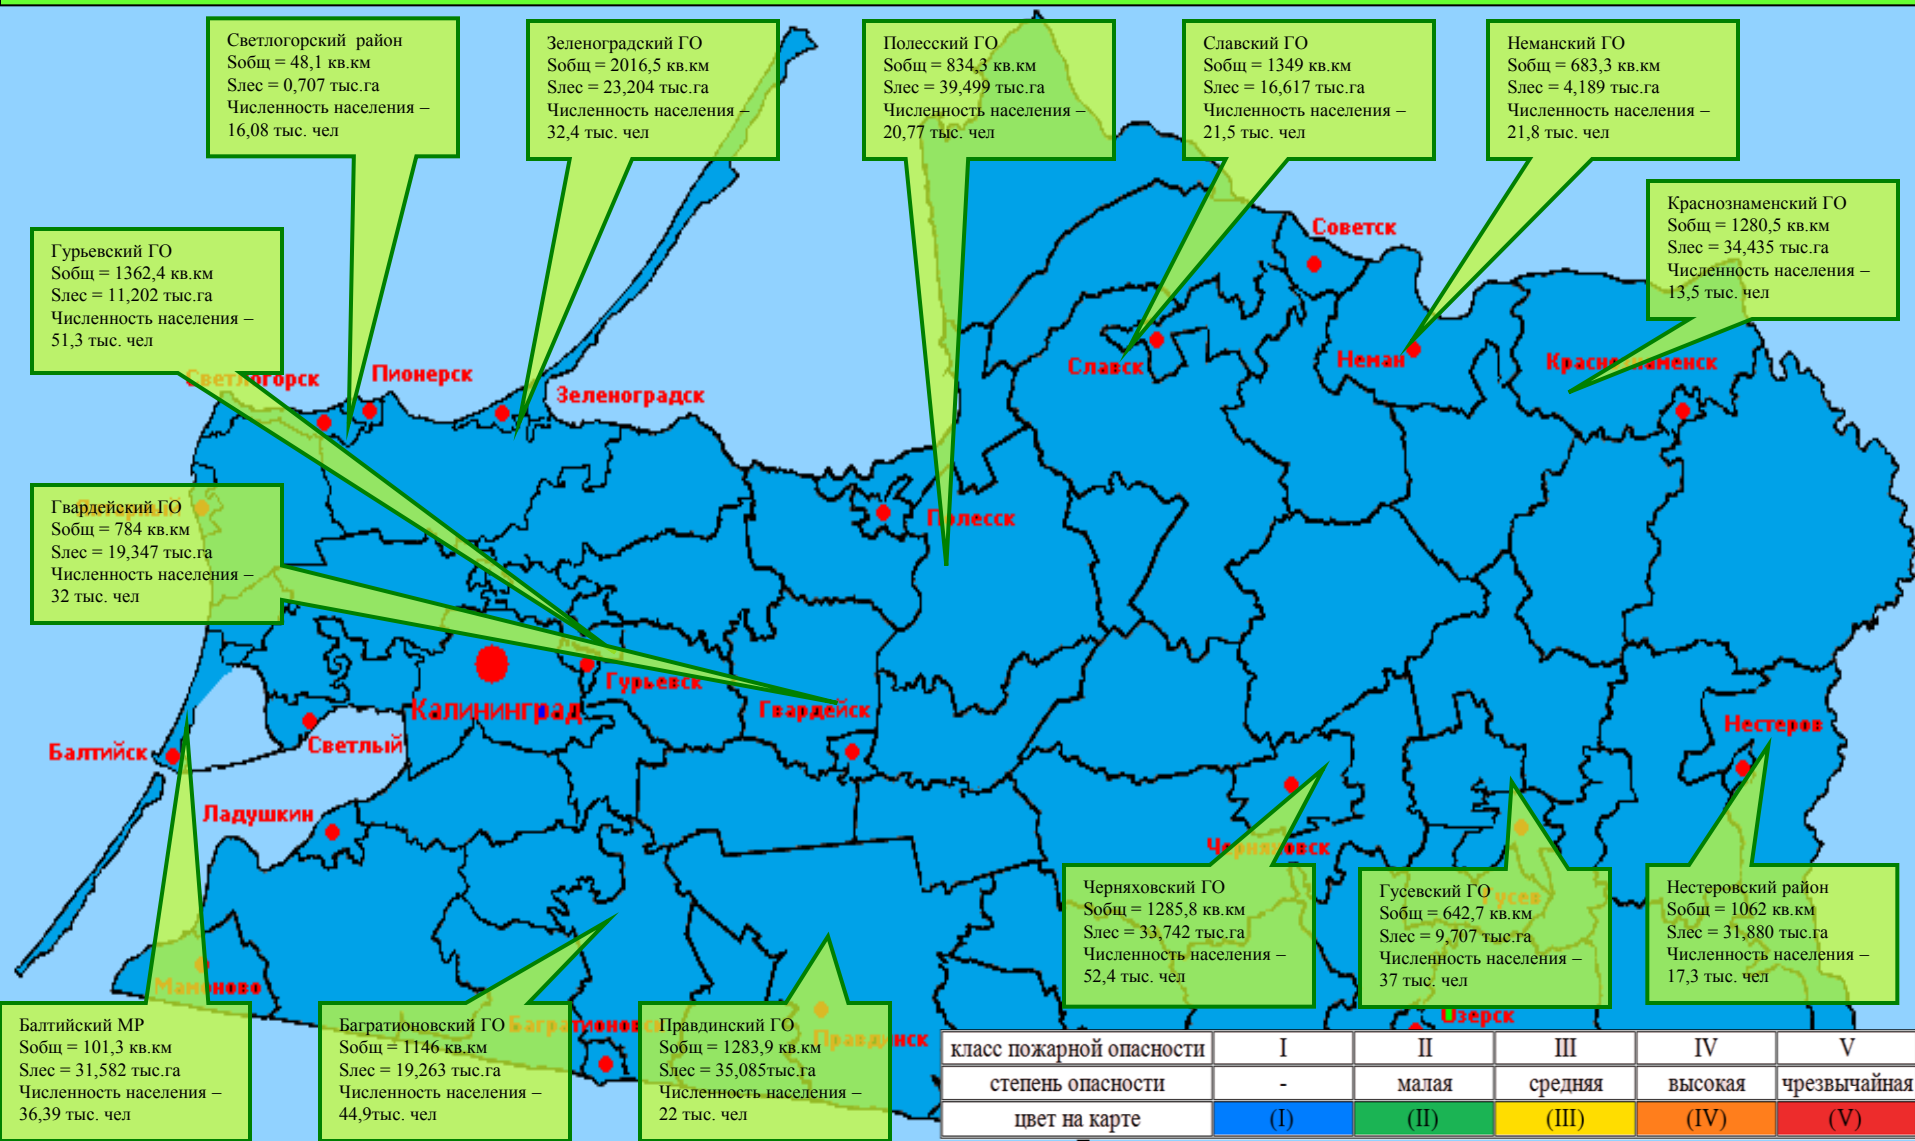 Светлогорский район
Sобщ = 48,1 кв.км
Sлес = 0,707 тыс.га
Численность населения –
16,08 тыс. чел
Зеленоградский ГО
Sобщ = 2016,5 кв.км
Sлес = 23,204 тыс.га
Численность населения –
32,4 тыс. чел
Полесский ГО
Sобщ = 834,3 кв.км
Sлес = 39,499 тыс.га
Численность населения –
20,77 тыс. чел
Славский ГО
Sобщ = 1349 кв.км
Sлес = 16,617 тыс.га
Численность населения –
21,5 тыс. чел
Неманский ГО
Sобщ = 683,3 кв.км
Sлес = 4,189 тыс.га
Численность населения –
21,8 тыс. чел
Краснознаменский ГО
Sобщ = 1280,5 кв.км
Sлес = 34,435 тыс.га
Численность населения –
13,5 тыс. чел
Гурьевский ГО
Sобщ = 1362,4 кв.км
Sлес = 11,202 тыс.га
Численность населения –
51,3 тыс. чел
Советск
Славск
Неман
Краснознаменск
Светлогорск
Пионерск
Зеленоградск
Гвардейский ГО
Sобщ = 784 кв.км
Sлес = 19,347 тыс.га
Численность населения –
32 тыс. чел
Полесск
Гурьевск
Калининград
Гвардейск
Нестеров
Балтийск
Светлый
Ладушкин
Черняховск
Гусев
Мамоново
Багратионовск
Правдинск
Озерск
Черняховский ГО
Sобщ = 1285,8 кв.км
Sлес = 33,742 тыс.га
Численность населения –
52,4 тыс. чел
Гусевский ГО
Sобщ = 642,7 кв.км
Sлес = 9,707 тыс.га
Численность населения –
37 тыс. чел
Нестеровский район
Sобщ = 1062 кв.км
Sлес = 31,880 тыс.га
Численность населения –
17,3 тыс. чел
Балтийский МР
Sобщ = 101,3 кв.км
Sлес = 31,582 тыс.га
Численность населения –
36,39 тыс. чел
Багратионовский ГО
Sобщ = 1146 кв.км
Sлес = 19,263 тыс.га
Численность населения –
44,9тыс. чел
Правдинский ГО
Sобщ = 1283,9 кв.км
Sлес = 35,085тыс.га
Численность населения –
22 тыс. чел
класс пожарной опасности I II III IV V
степень опасности - малая средняя высокая чрезвычайная
цвет на карте (I) (II) (III) (IV) (V)